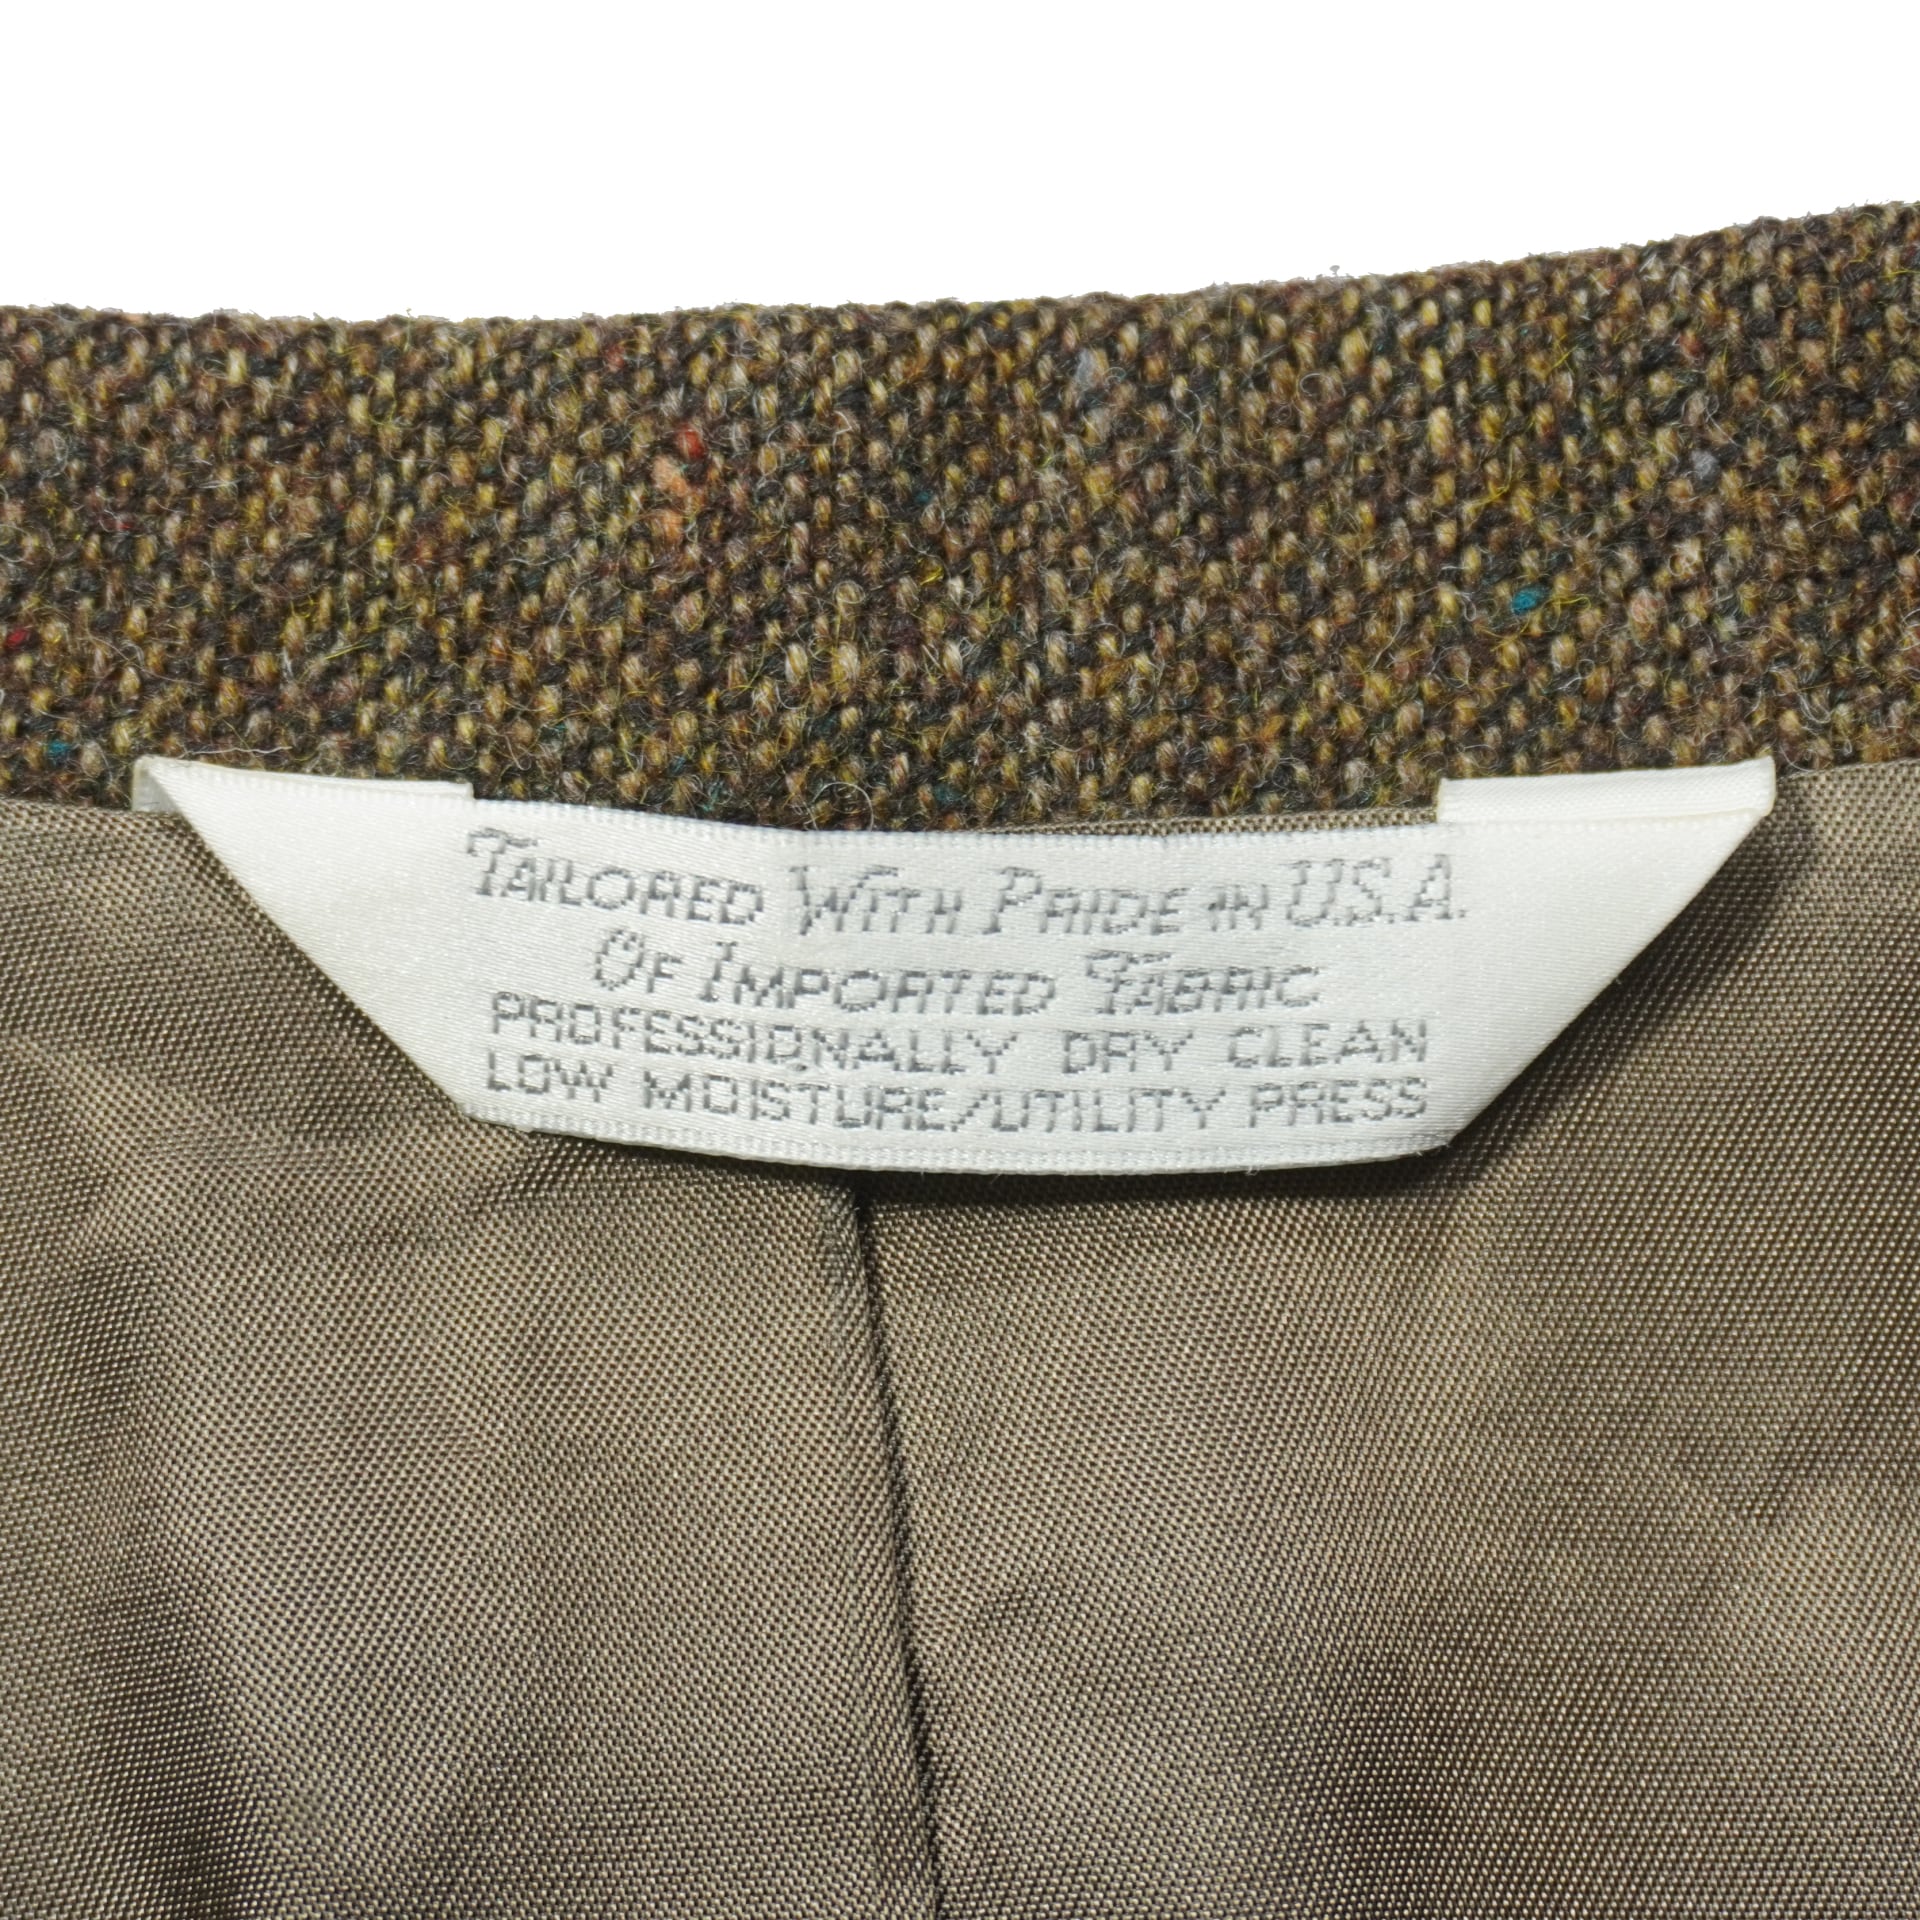 TAILORED WITH PRIDE IN U.S.A.
OF IMPORTED FABRIC
PROFESSIONALLY DRY CLEAN
LOW MOISTURE/UTILITY PRESS